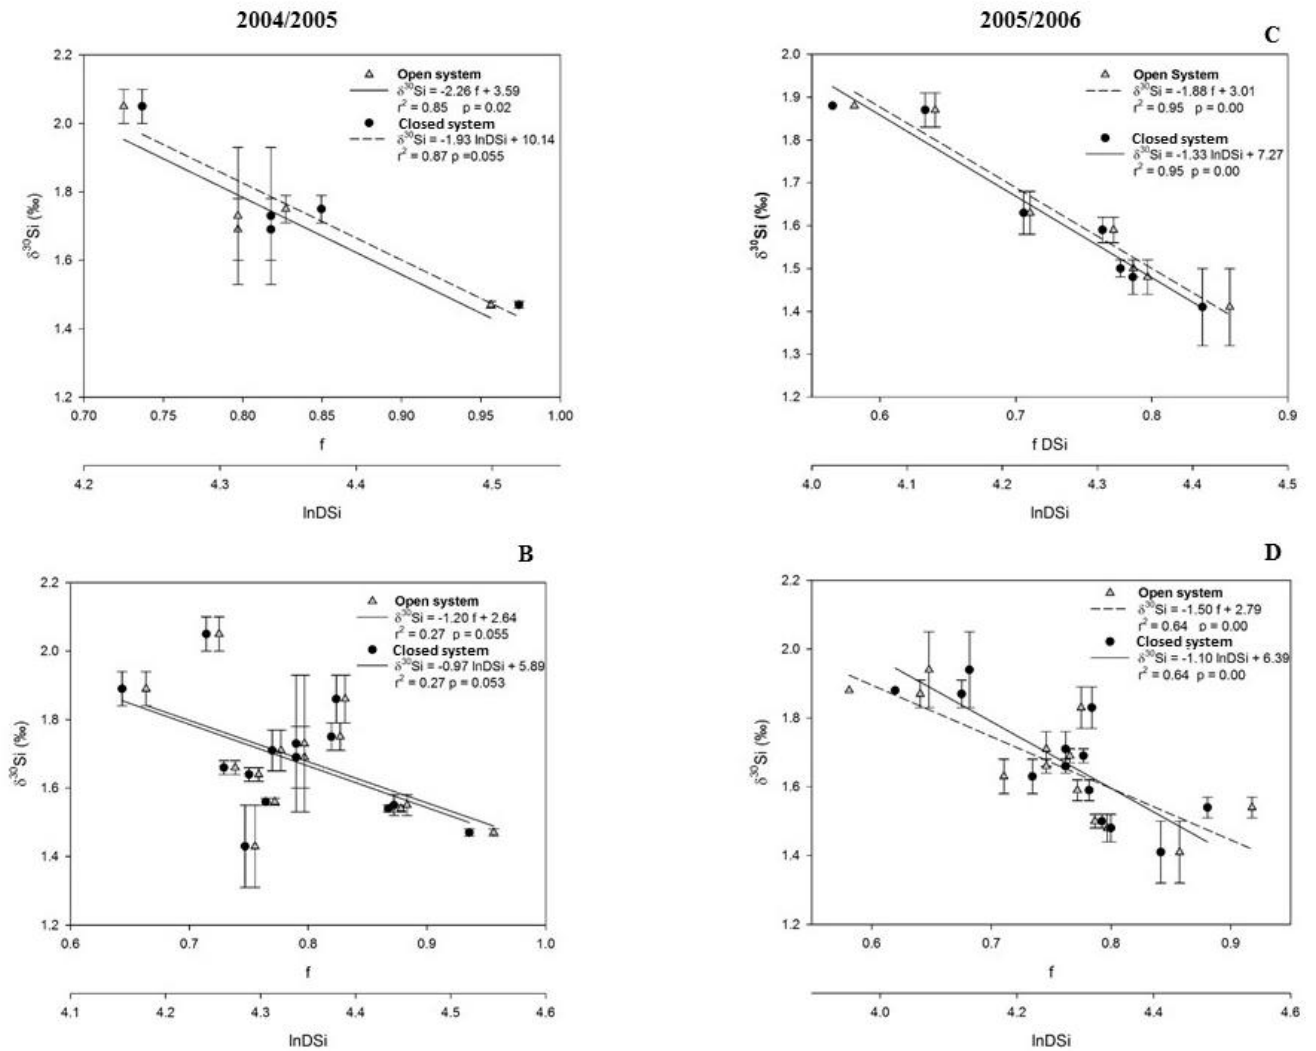 2004/2005
2.2
2.0
1.8
1.6
1.4
1.2
δ³⁰Si (‰)
Open system
δ³⁰Si = -2.26 f + 3.59
r² = 0.85 p = 0.02
Closed system
δ³⁰Si = -1.93 lnDSi + 10.14
r² = 0.87 p =0.055
0.70 0.75 0.80 0.85 0.90 0.95 1.00
f
4.2 4.3 4.4 4.5
lnDSi
2005/2006
C
2.0
1.9
1.8
1.7
1.6
1.5
1.4
1.3
1.2
δ³⁰Si (‰)
Open System
δ³⁰Si = -1.88 f + 3.01
r² = 0.95 p = 0.00
Closed system
δ³⁰Si = -1.33 lnDSi + 7.27
r² = 0.95 p = 0.00
0.6 0.7 0.8 0.9
f DSi
4.0 4.1 4.2 4.3 4.4 4.5
lnDSi
B
2.2
2.0
1.8
1.6
1.4
1.2
δ³⁰Si (‰)
Open system
δ³⁰Si = -1.20 f + 2.64
r² = 0.27 p = 0.055
Closed system
δ³⁰Si = -0.97 lnDSi + 5.89
r² = 0.27 p = 0.053
0.6 0.7 0.8 0.9 1.0
f
4.1 4.2 4.3 4.4 4.5 4.6
lnDSi
D
2.2
2.0
1.8
1.6
1.4
1.2
δ³⁰Si (‰)
Open system
δ³⁰Si = -1.50 f + 2.79
r² = 0.64 p = 0.00
Closed system
δ³⁰Si = -1.10 lnDSi + 6.39
r² = 0.64 p = 0.00
0.6 0.7 0.8 0.9
f
4.0 4.2 4.4 4.6
lnDSi